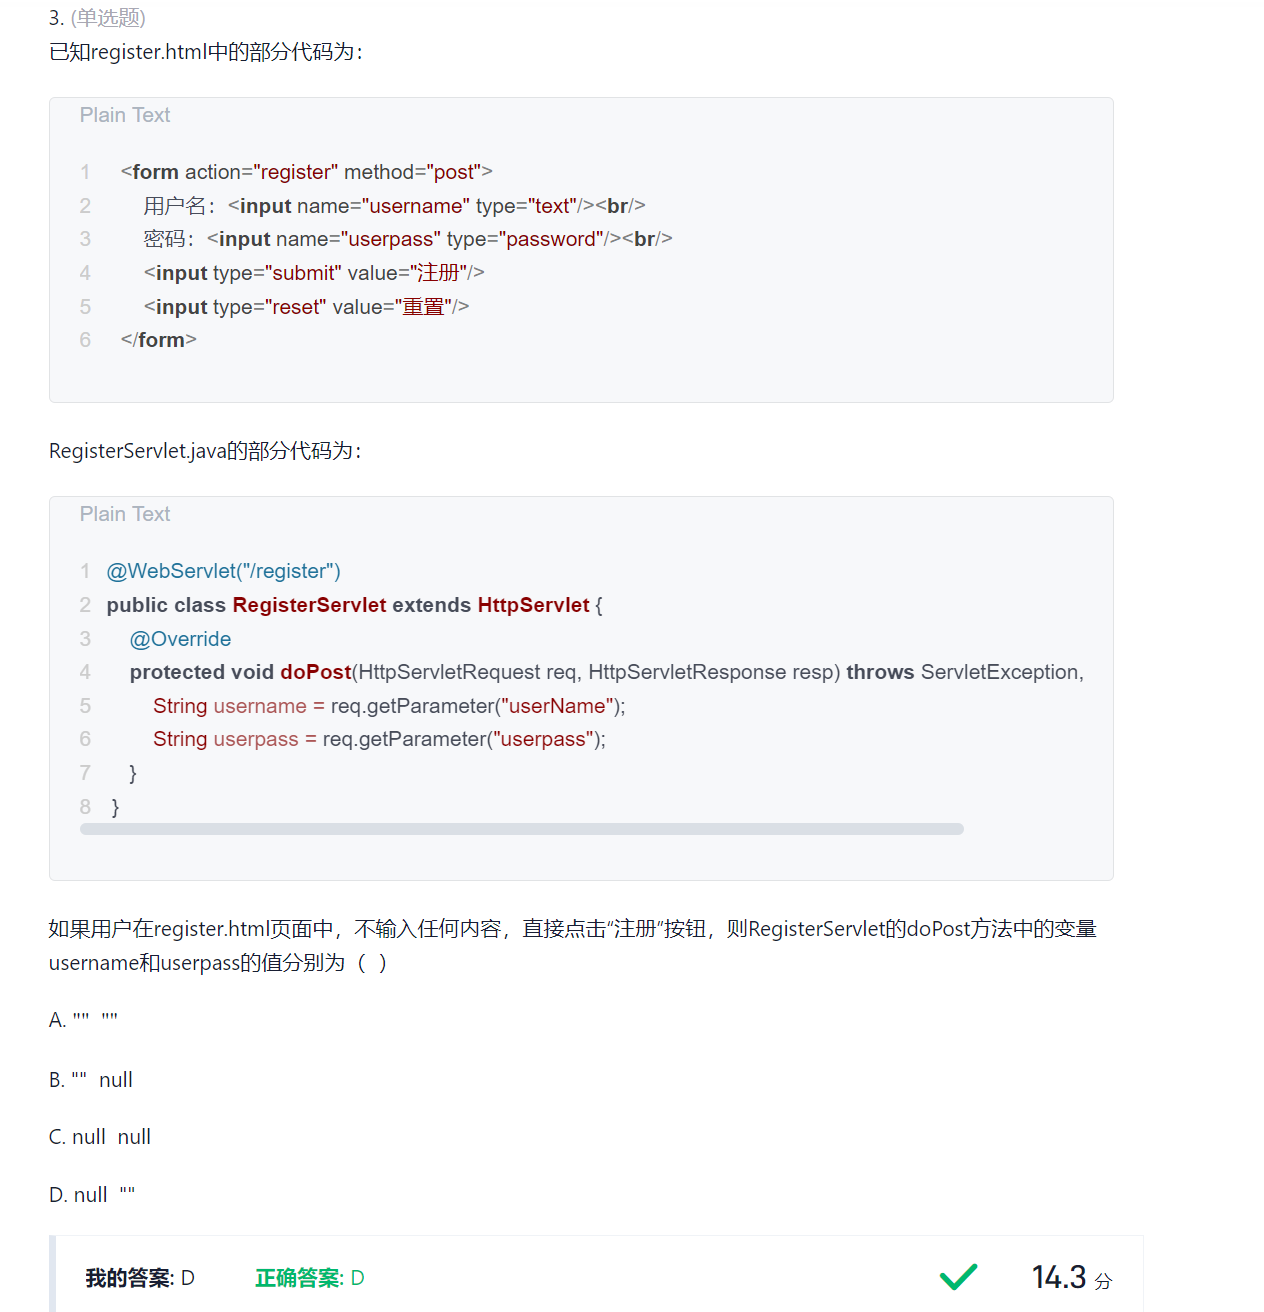 3. (单选题)
已知register.html中的部分代码为：
Plain Text
1 <form action="register" method="post">
2 用户名：<input name="username" type="text"/><br/>
3 密码：<input name="userpass" type="password"/><br/>
4 <input type="submit" value="注册"/>
5 <input type="reset" value="重置"/>
6 </form>
RegisterServlet.java的部分代码为：
Plain Text
1 @WebServlet("/register")
2 public class RegisterServlet extends HttpServlet {
3 @Override
4 protected void doPost(HttpServletRequest req, HttpServletResponse resp) throws ServletException,
5 String username = req.getParameter("userName");
6 String userpass = req.getParameter("userpass");
7 }
8 }
如果用户在register.html页面中，不输入任何内容，直接点击“注册”按钮，则RegisterServlet的doPost方法中的变量
username和userpass的值分别为（ ）
A. "" ""
B. "" null
C. null null
D. null ""
我的答案: D 正确答案: D 14.3 分